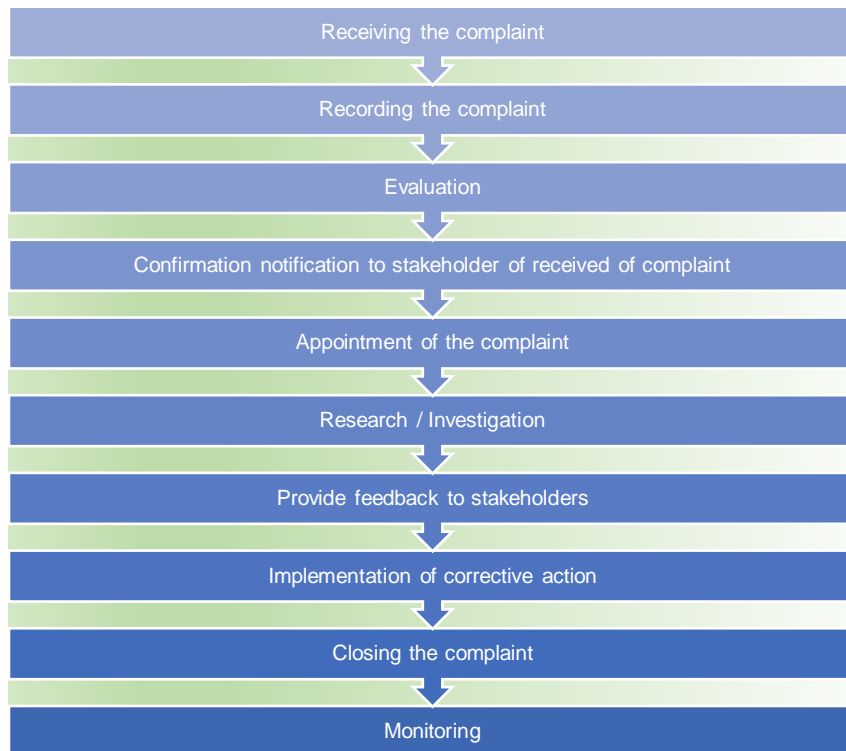 Receiving the complaint
Recording the complaint
Evaluation
Confirmation notification to stakeholder of received of complaint
Appointment of the complaint
Research / Investigation
Provide feedback to stakeholders
Implementation of corrective action
Closing the complaint
Monitoring